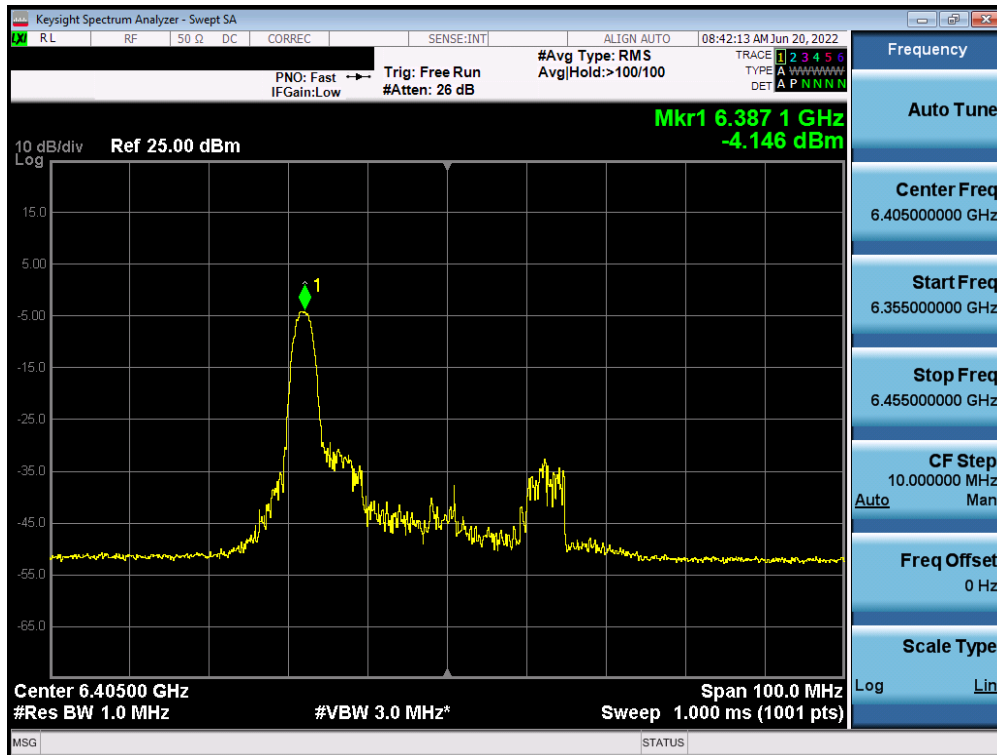 Keysight Spectrum Analyzer - Swept SA
LXI RL RF 50 Ω DC CORREC SENSE:INT ALIGN AUTO 08:42:13 AM Jun 20, 2022
Frequency
#Avg Type: RMS TRACE 1 2 3 4 5 6
PNO: Fast Trig: Free Run Avg|Hold:>100/100 TYPE A WWWWW
IFGain:Low #Atten: 26 dB DET A P N N N N
Auto Tune
Mkr1 6.387 1 GHz
-4.146 dBm
10 dB/div Ref 25.00 dBm
Log
15.0
5.00
-5.00
-15.0
-25.0
-35.0
-45.0
-55.0
-65.0
1
Center Freq
6.405000000 GHz
Start Freq
6.355000000 GHz
Stop Freq
6.455000000 GHz
CF Step
10.000000 MHz
Auto Man
Freq Offset
0 Hz
Scale Type
Log Lin
Center 6.40500 GHz Span 100.0 MHz
#Res BW 1.0 MHz #VBW 3.0 MHz* Sweep 1.000 ms (1001 pts)
MSG STATUS